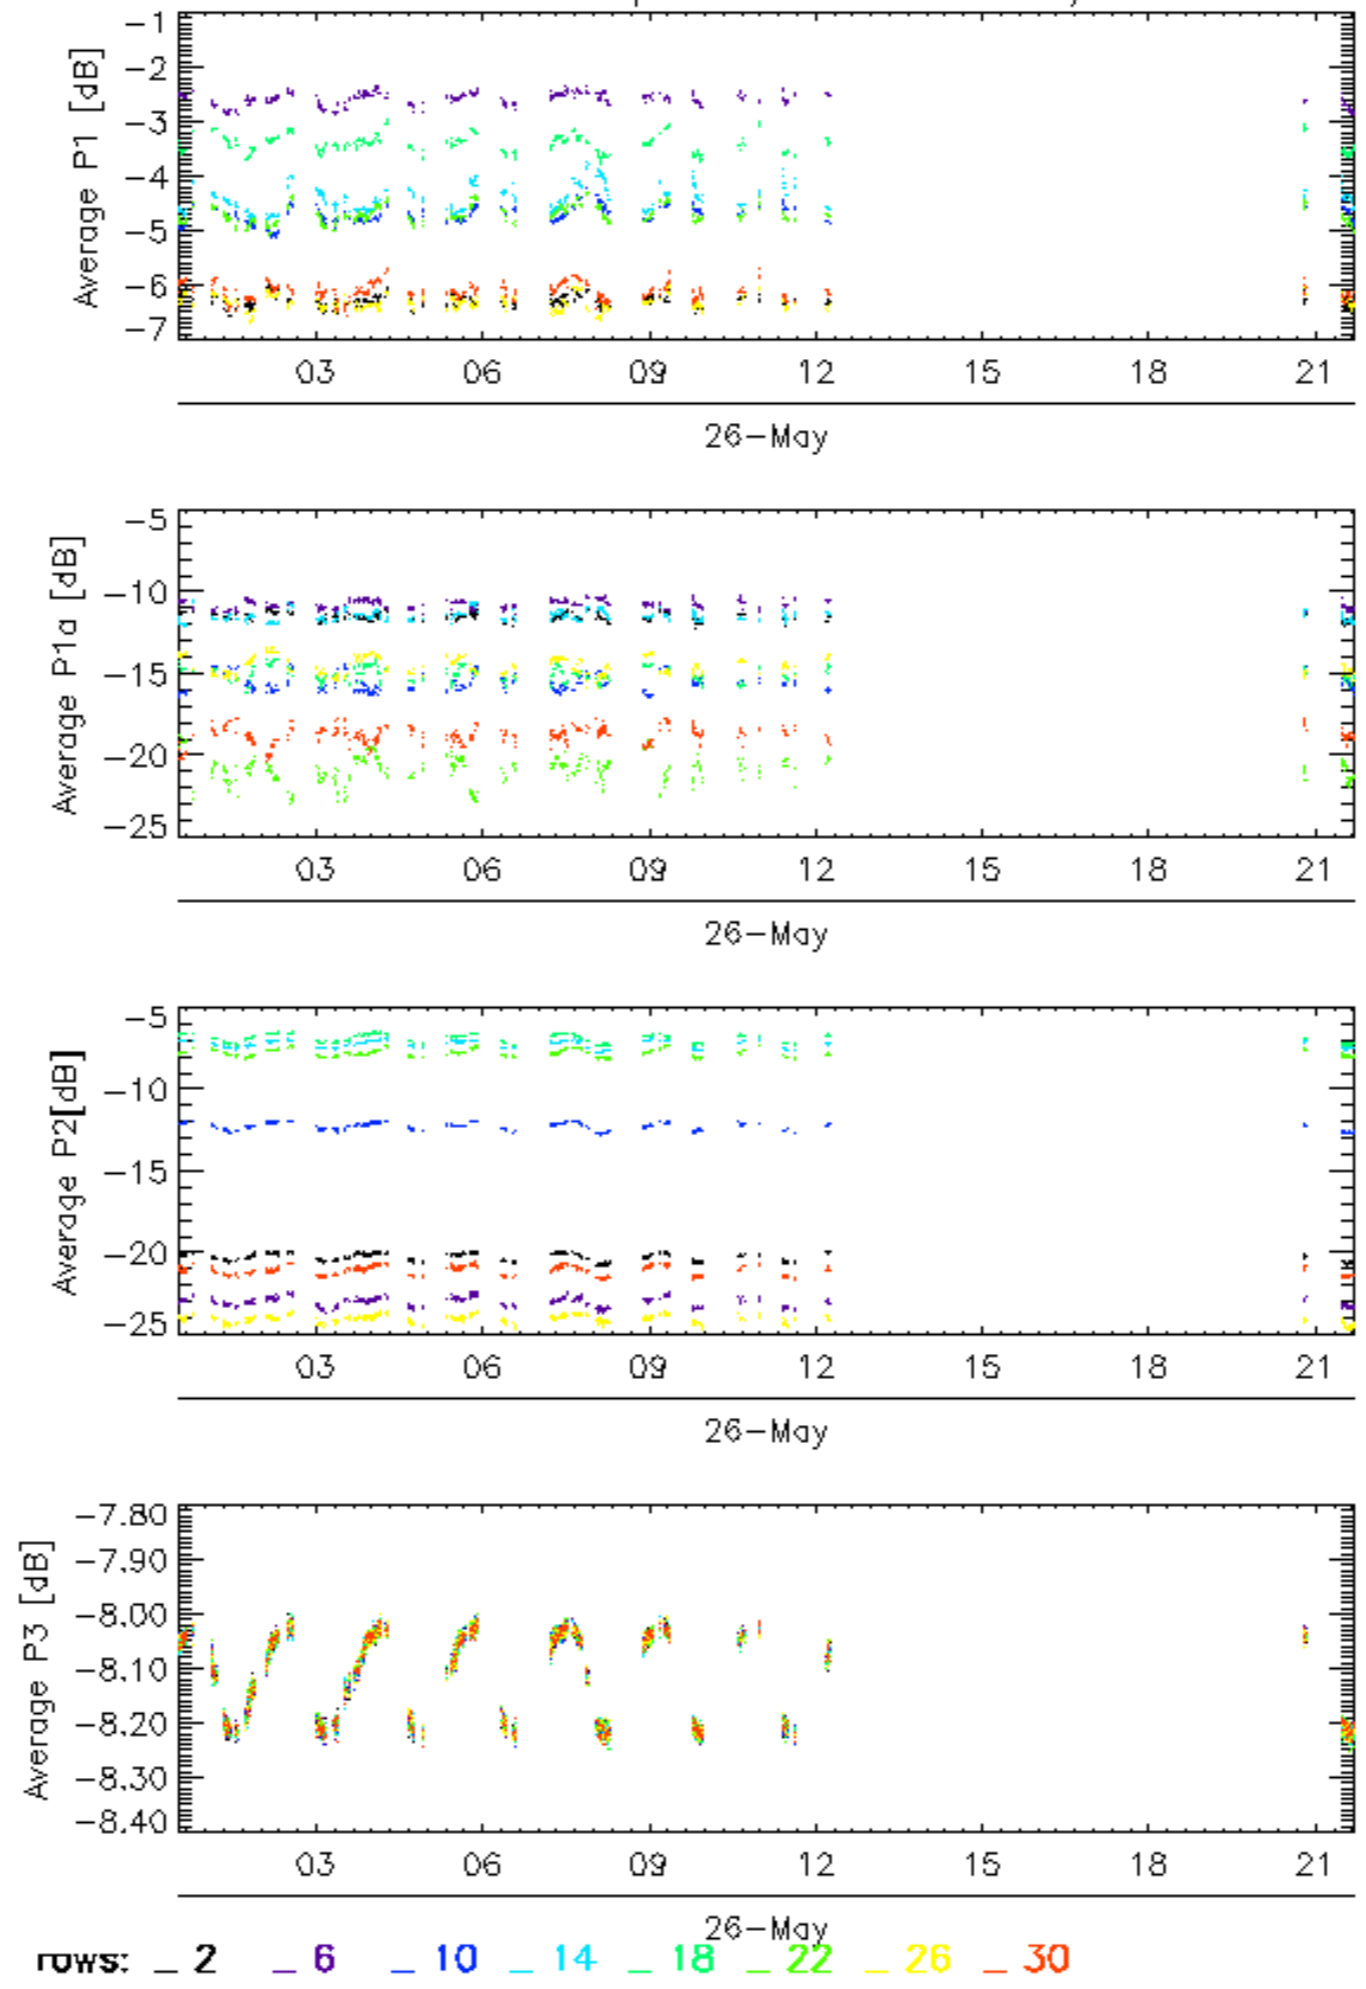 Average P1 [dB]
−1
−2
−3
−4
−5
−6
−7
03 06 09 12 15 18 21
26−May
Average P1a [dB]
−5
−10
−15
−20
−25
03 06 09 12 15 18 21
26−May
Average P2[dB]
−5
−10
−15
−20
−25
03 06 09 12 15 18 21
26−May
Average P3 [dB]
−7.80
−7.90
−8.00
−8.10
−8.20
−8.30
−8.40
03 06 09 12 15 18 21
26−May
rows: _ 2 _ 6 _ 10 _ 14 _ 18 _ 22 _ 26 _ 30